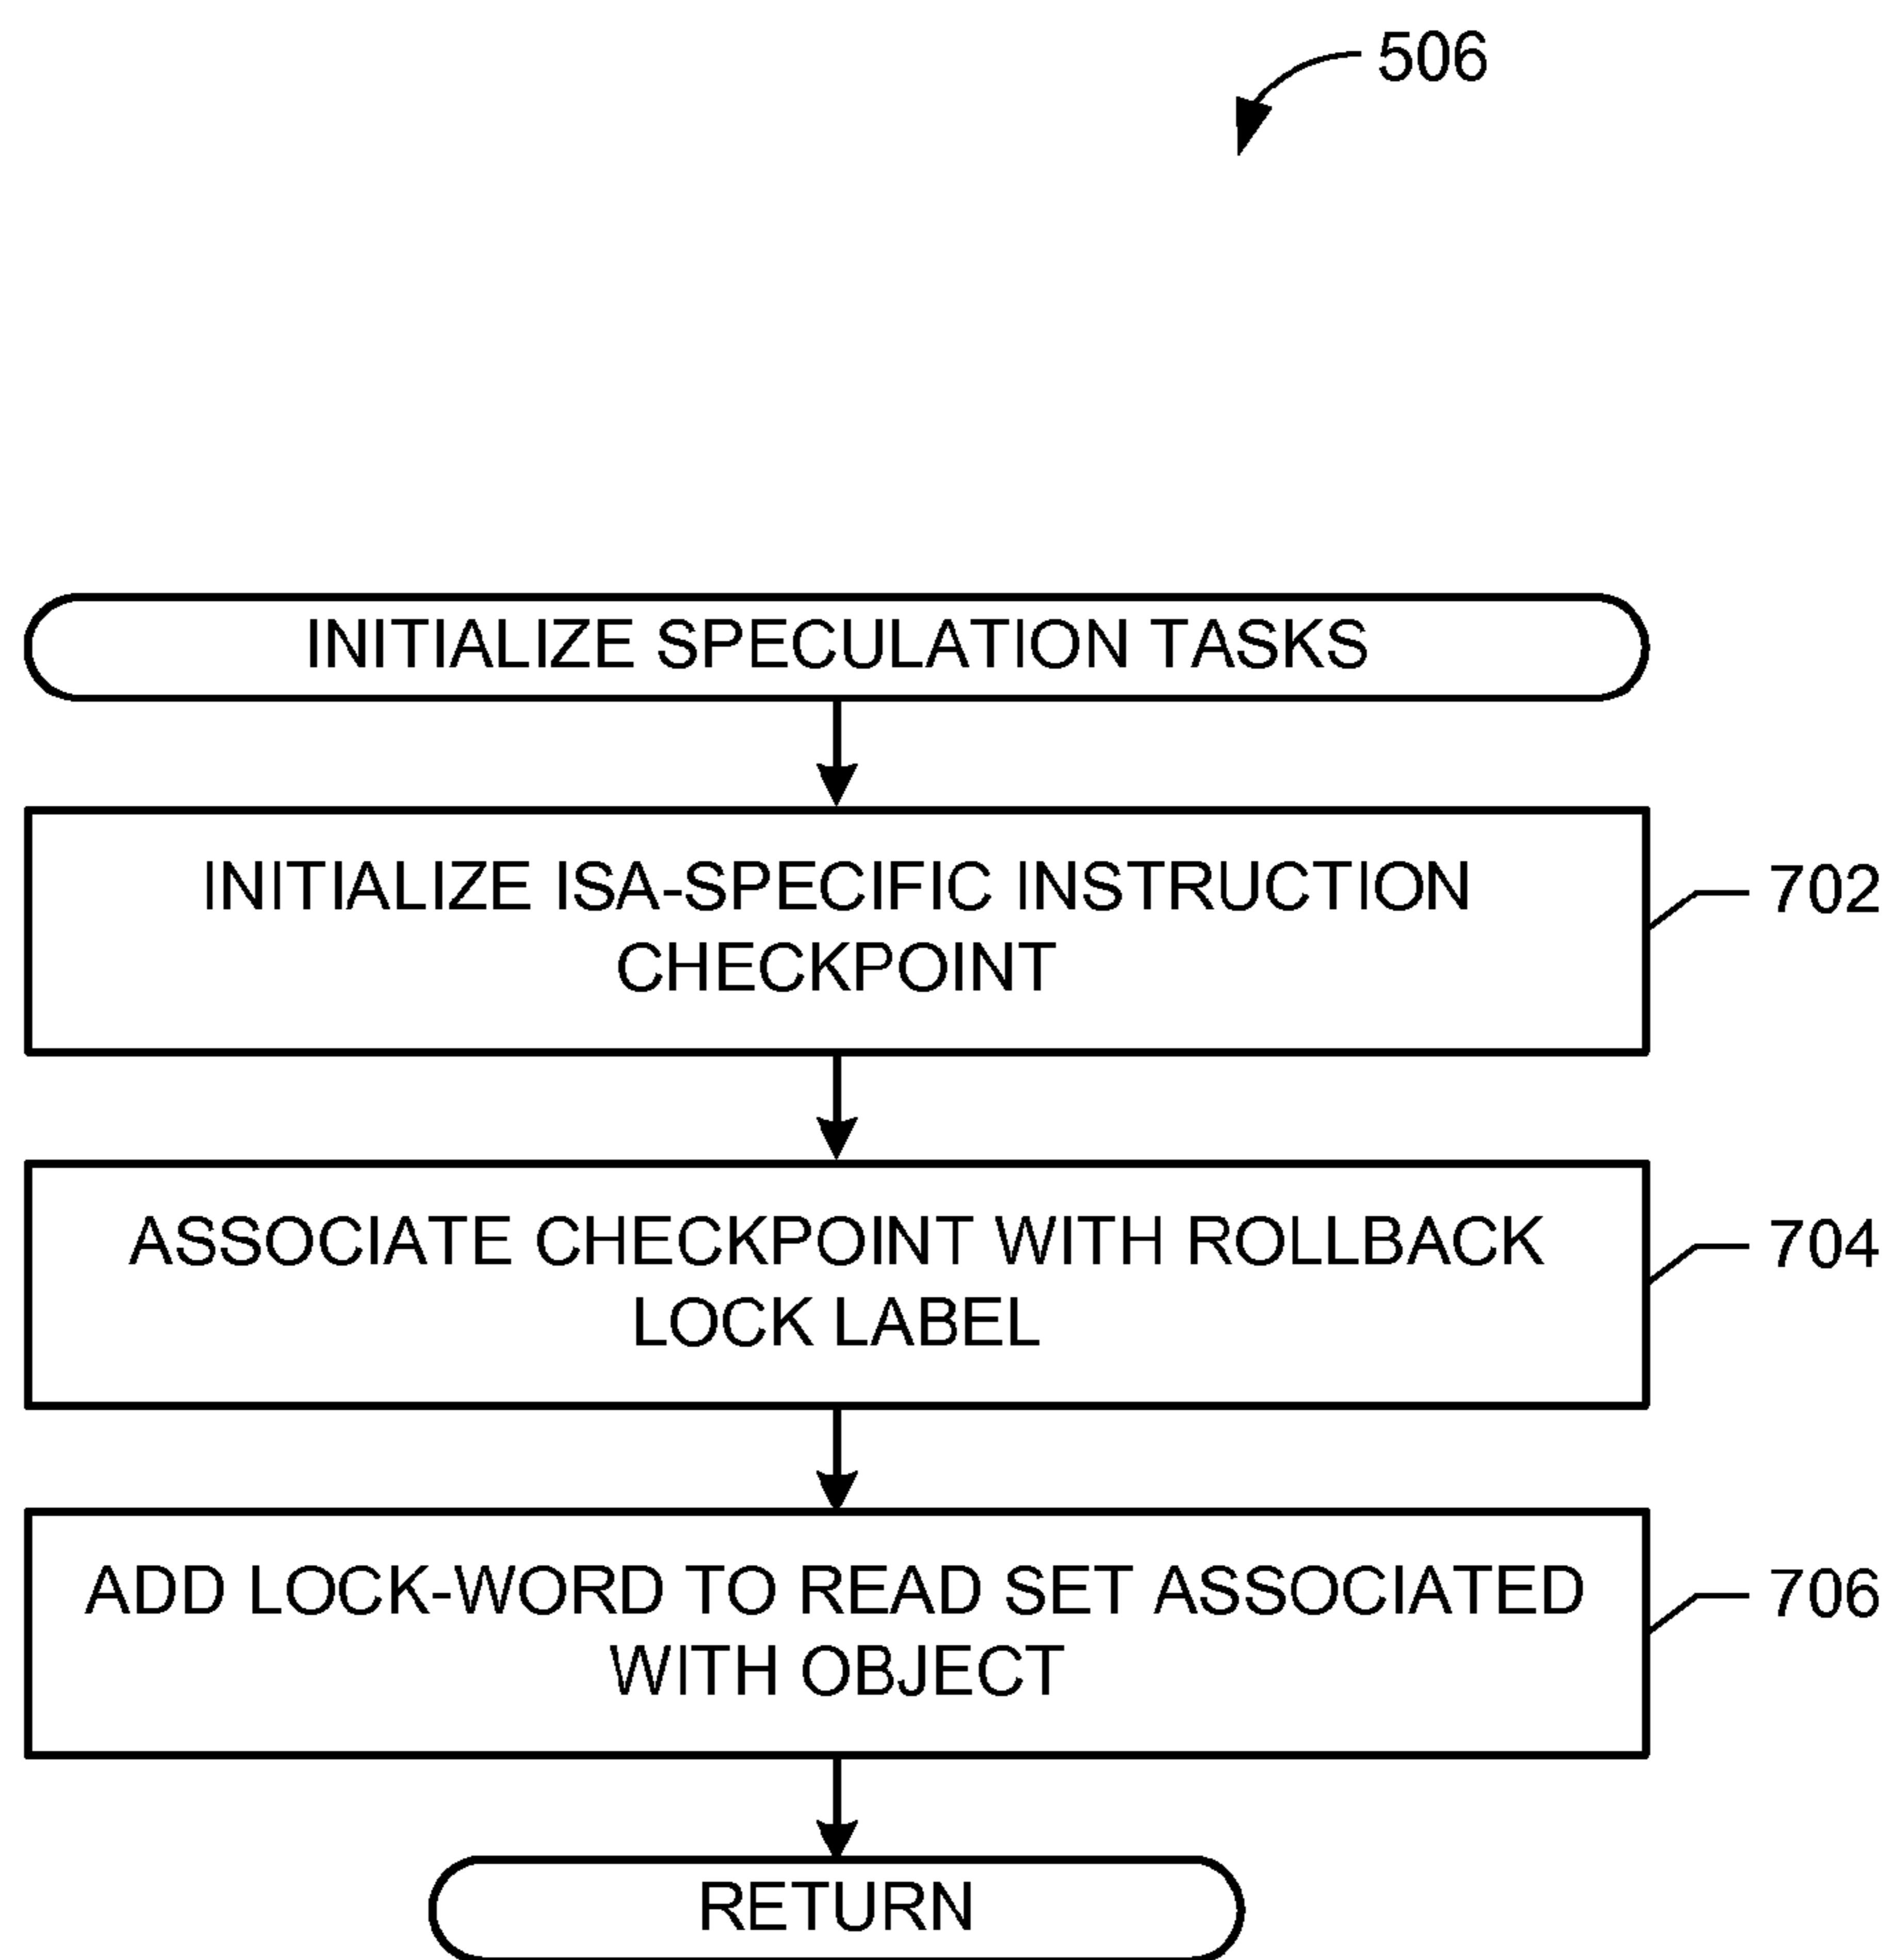 506
INITIALIZE SPECULATION TASKS
INITIALIZE ISA-SPECIFIC INSTRUCTION
CHECKPOINT
702
ASSOCIATE CHECKPOINT WITH ROLLBACK
LOCK LABEL
704
ADD LOCK-WORD TO READ SET ASSOCIATED
WITH OBJECT
706
RETURN